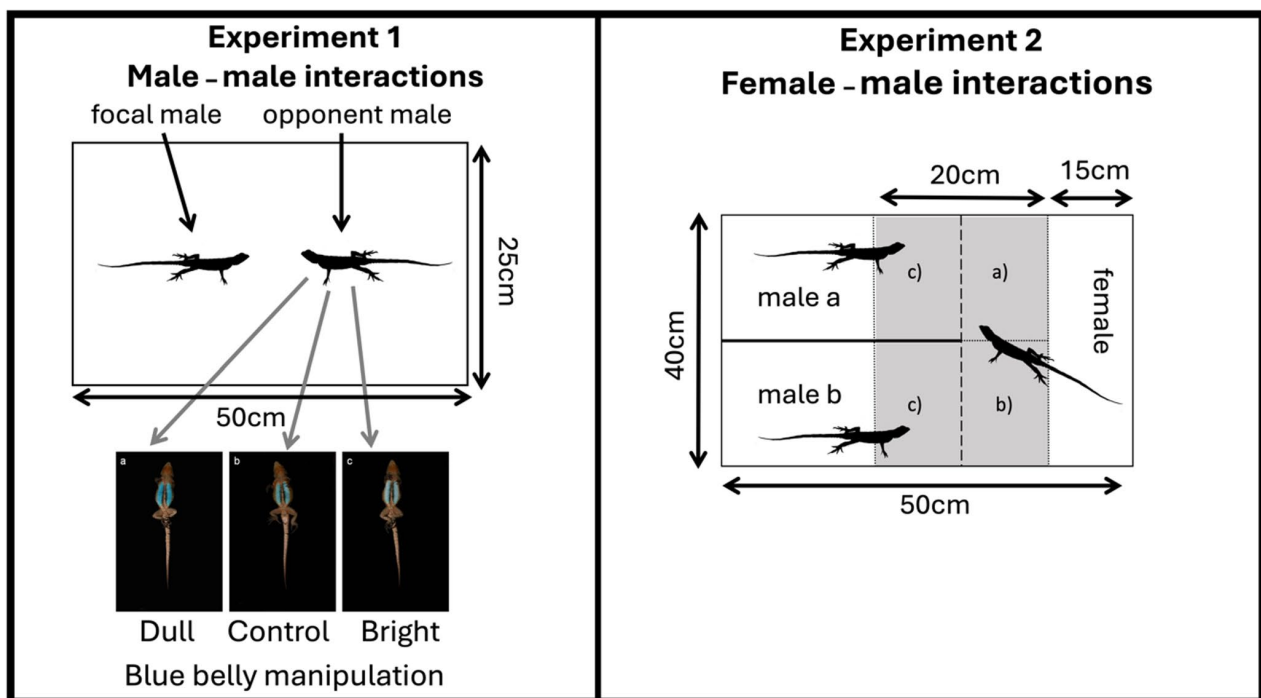 Experiment 1
Male – male interactions
focal male
opponent male
25cm
50cm
a
b
c
Dull
Control
Bright
Blue belly manipulation
Experiment 2
Female – male interactions
20cm
15cm
c)
a)
male a
female
40cm
male b
c)
b)
50cm